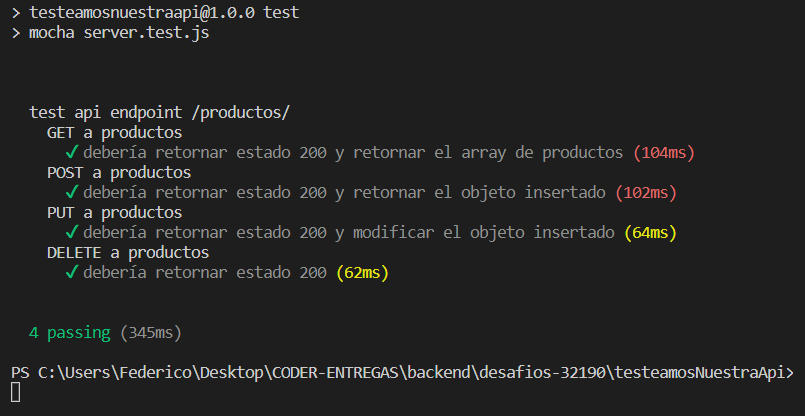 > testeamosnuestraapi@1.0.0 test
> mocha server.test.js
test api endpoint /productos/
GET a productos
✓ debería retornar estado 200 y retornar el array de productos (104ms)
POST a productos
✓ debería retornar estado 200 y retornar el objeto insertado (102ms)
PUT a productos
✓ debería retornar estado 200 y modificar el objeto insertado (64ms)
DELETE a productos
✓ debería retornar estado 200 (62ms)
4 passing (345ms)
PS C:\Users\Federico\Desktop\CODER-ENTREGAS\backend\desafios-32190\testeamosNuestraApi>